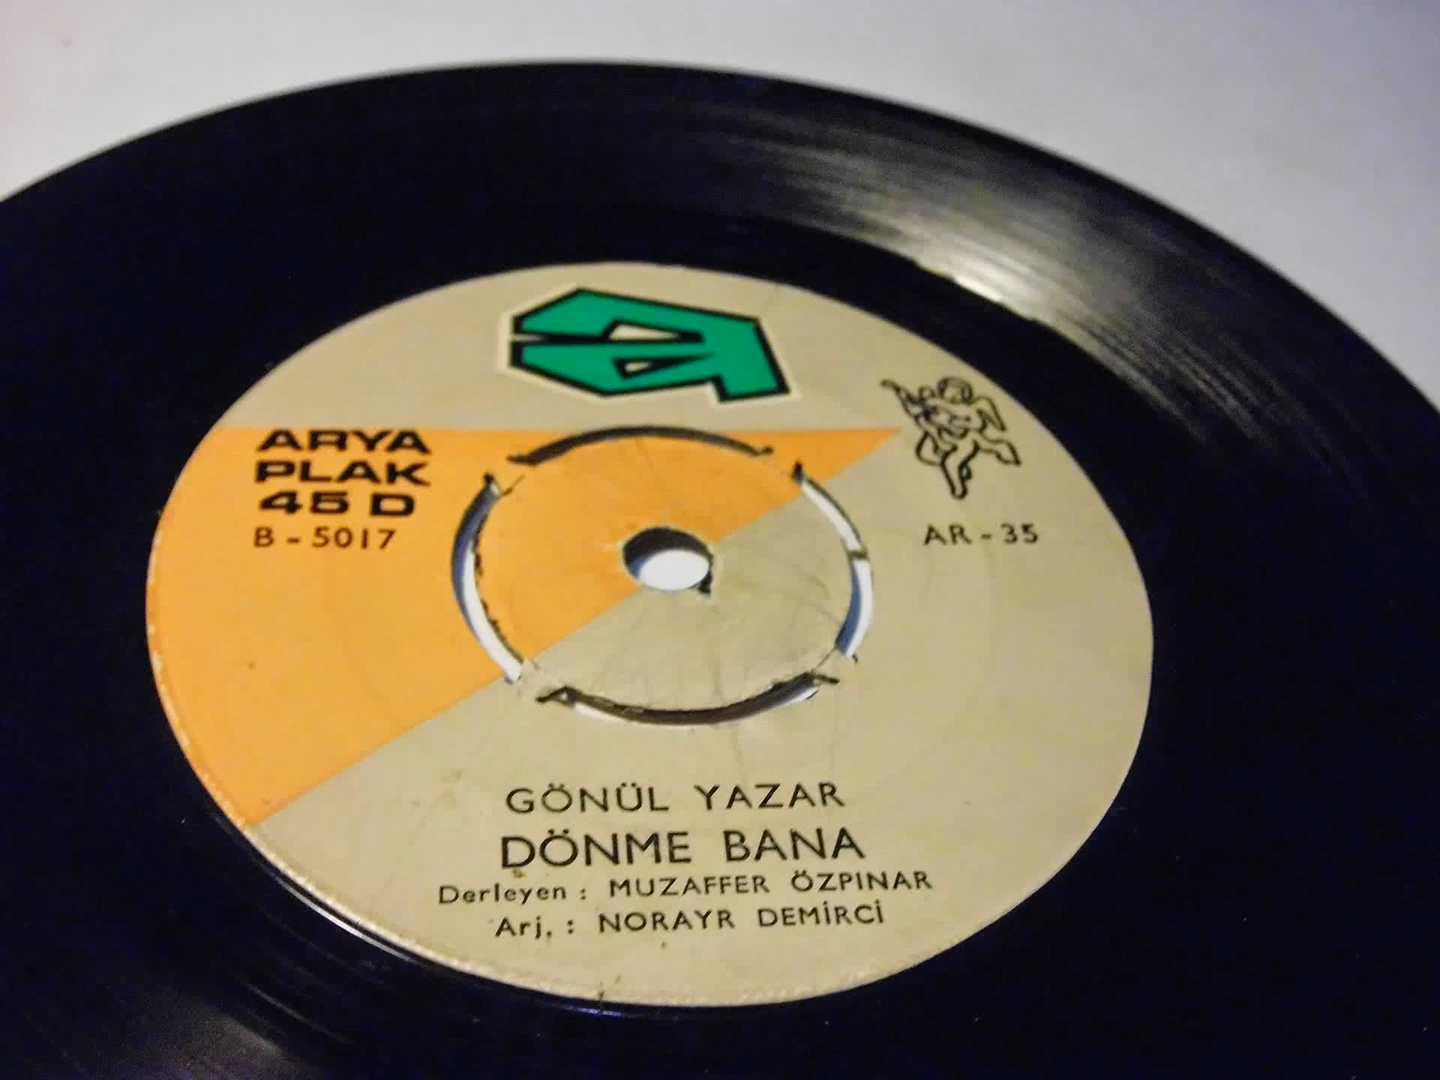 ARYA
PLAK
45 D
B - 5017
AR - 35
GÖNÜL YAZAR
DÖNME BANA
Derleyen : MUZAFFER ÖZPINAR
Arj. : NORAYR DEMİRCİ